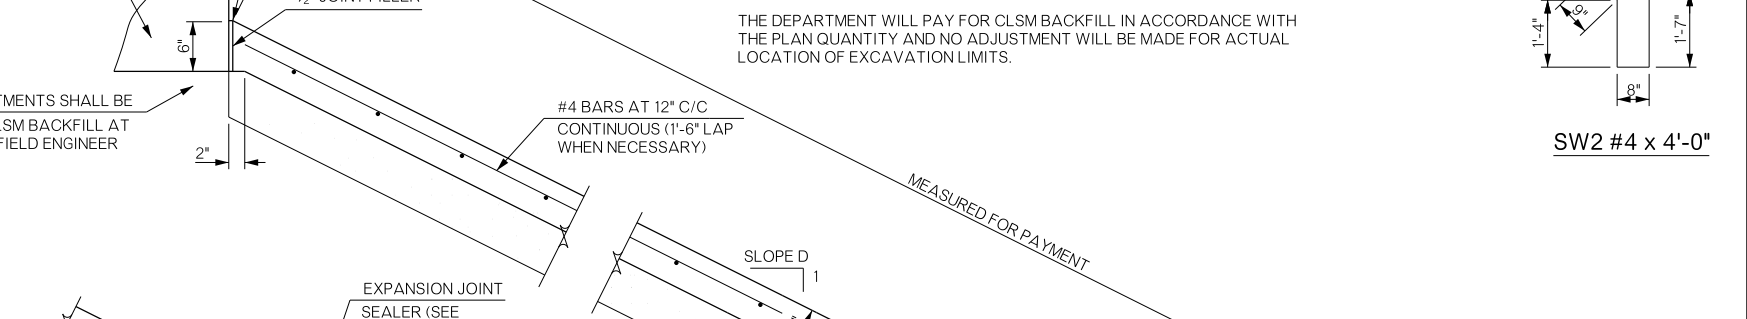 THE DEPARTMENT WILL PAY FOR CLSM BACKFILL IN ACCORDANCE WITH
THE PLAN QUANTITY AND NO ADJUSTMENT WILL BE MADE FOR ACTUAL
LOCATION OF EXCAVATION LIMITS.
6"
TMENTS SHALL BE
LSM BACKFILL AT
FIELD ENGINEER
2"
#4 BARS AT 12" C/C
CONTINUOUS (1'-6" LAP
WHEN NECESSARY)
MEASURED FOR PAYMENT
SLOPE D
1
EXPANSION JOINT
SEALER (SEE
9"
1'-4"
1'-7"
8"
SW2 #4 x 4'-0"